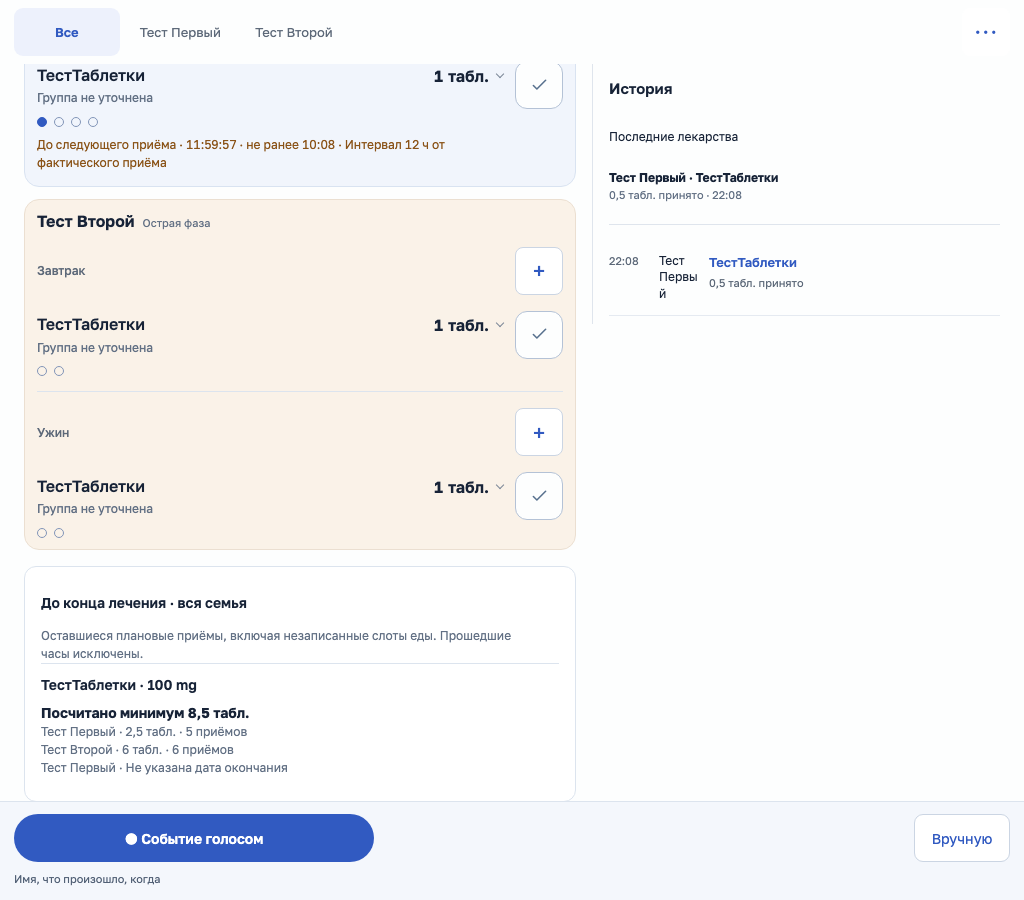 Все
Тест Первый
Тест Второй
...
ТестТаблетки
1 табл.
Группа не уточнена
До следующего приёма · 11:59:57 · не ранее 10:08 · Интервал 12 ч от
фактического приёма
Тест Второй Острая фаза
Завтрак
+
ТестТаблетки
1 табл.
Группа не уточнена
Ужин
+
ТестТаблетки
1 табл.
Группа не уточнена
До конца лечения · вся семья
Оставшиеся плановые приёмы, включая незаписанные слоты еды. Прошедшие
часы исключены.
ТестТаблетки · 100 mg
Посчитано минимум 8,5 табл.
Тест Первый · 2,5 табл. · 5 приёмов
Тест Второй · 6 табл. · 6 приёмов
Тест Первый · Не указана дата окончания
История
Последние лекарства
Тест Первый · ТестТаблетки
0,5 табл. принято · 22:08
22:08
Тест
Первы
й
ТестТаблетки
0,5 табл. принято
Событие голосом
Вручную
Имя, что произошло, когда